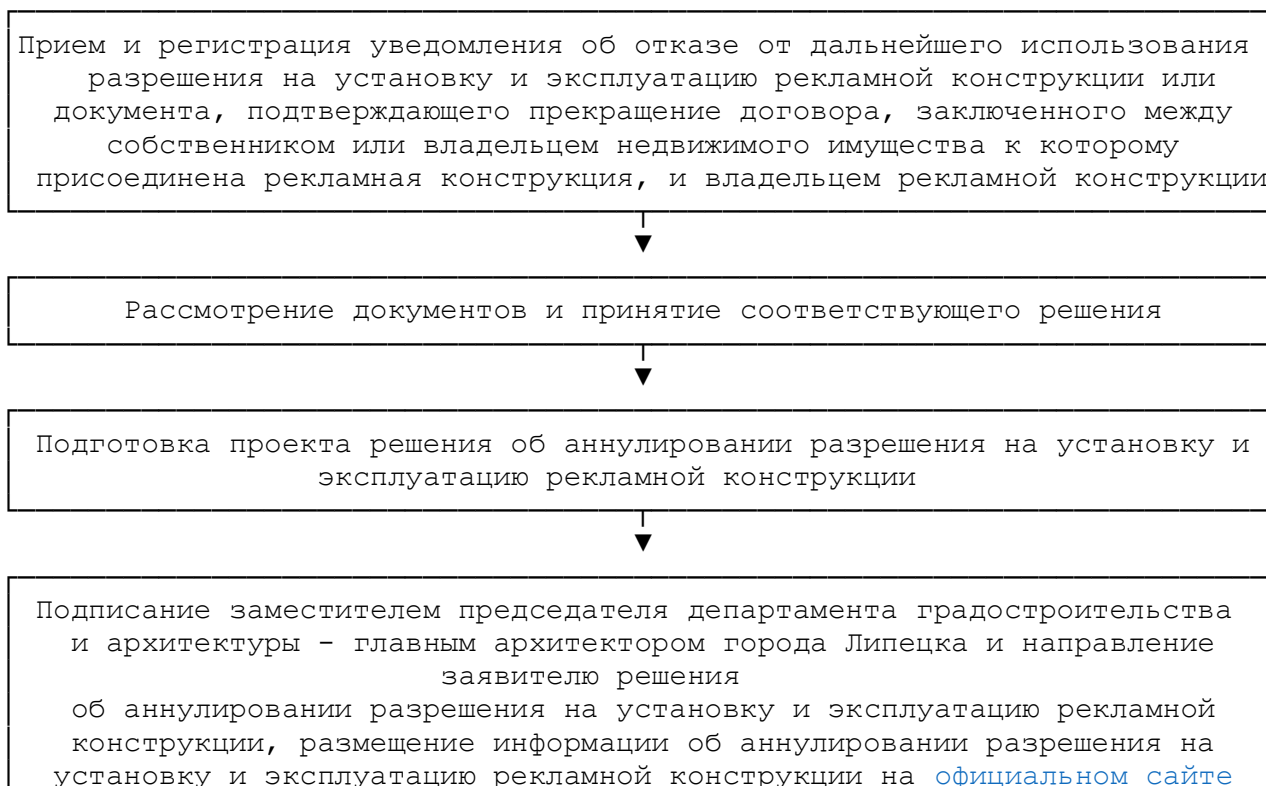 Прием и регистрация уведомления об отказе от дальнейшего использования
разрешения на установку и эксплуатацию рекламной конструкции или
документа, подтверждающего прекращение договора, заключенного между
собственником или владельцем недвижимого имущества к которому
присоединена рекламная конструкция, и владельцем рекламной конструкции
Рассмотрение документов и принятие соответствующего решения
Подготовка проекта решения об аннулировании разрешения на установку и
эксплуатацию рекламной конструкции
Подписание заместителем председателя департамента градостроительства
и архитектуры - главным архитектором города Липецка и направление
заявителю решения
об аннулировании разрешения на установку и эксплуатацию рекламной
конструкции, размещение информации об аннулировании разрешения на
установку и эксплуатацию рекламной конструкции на официальном сайте